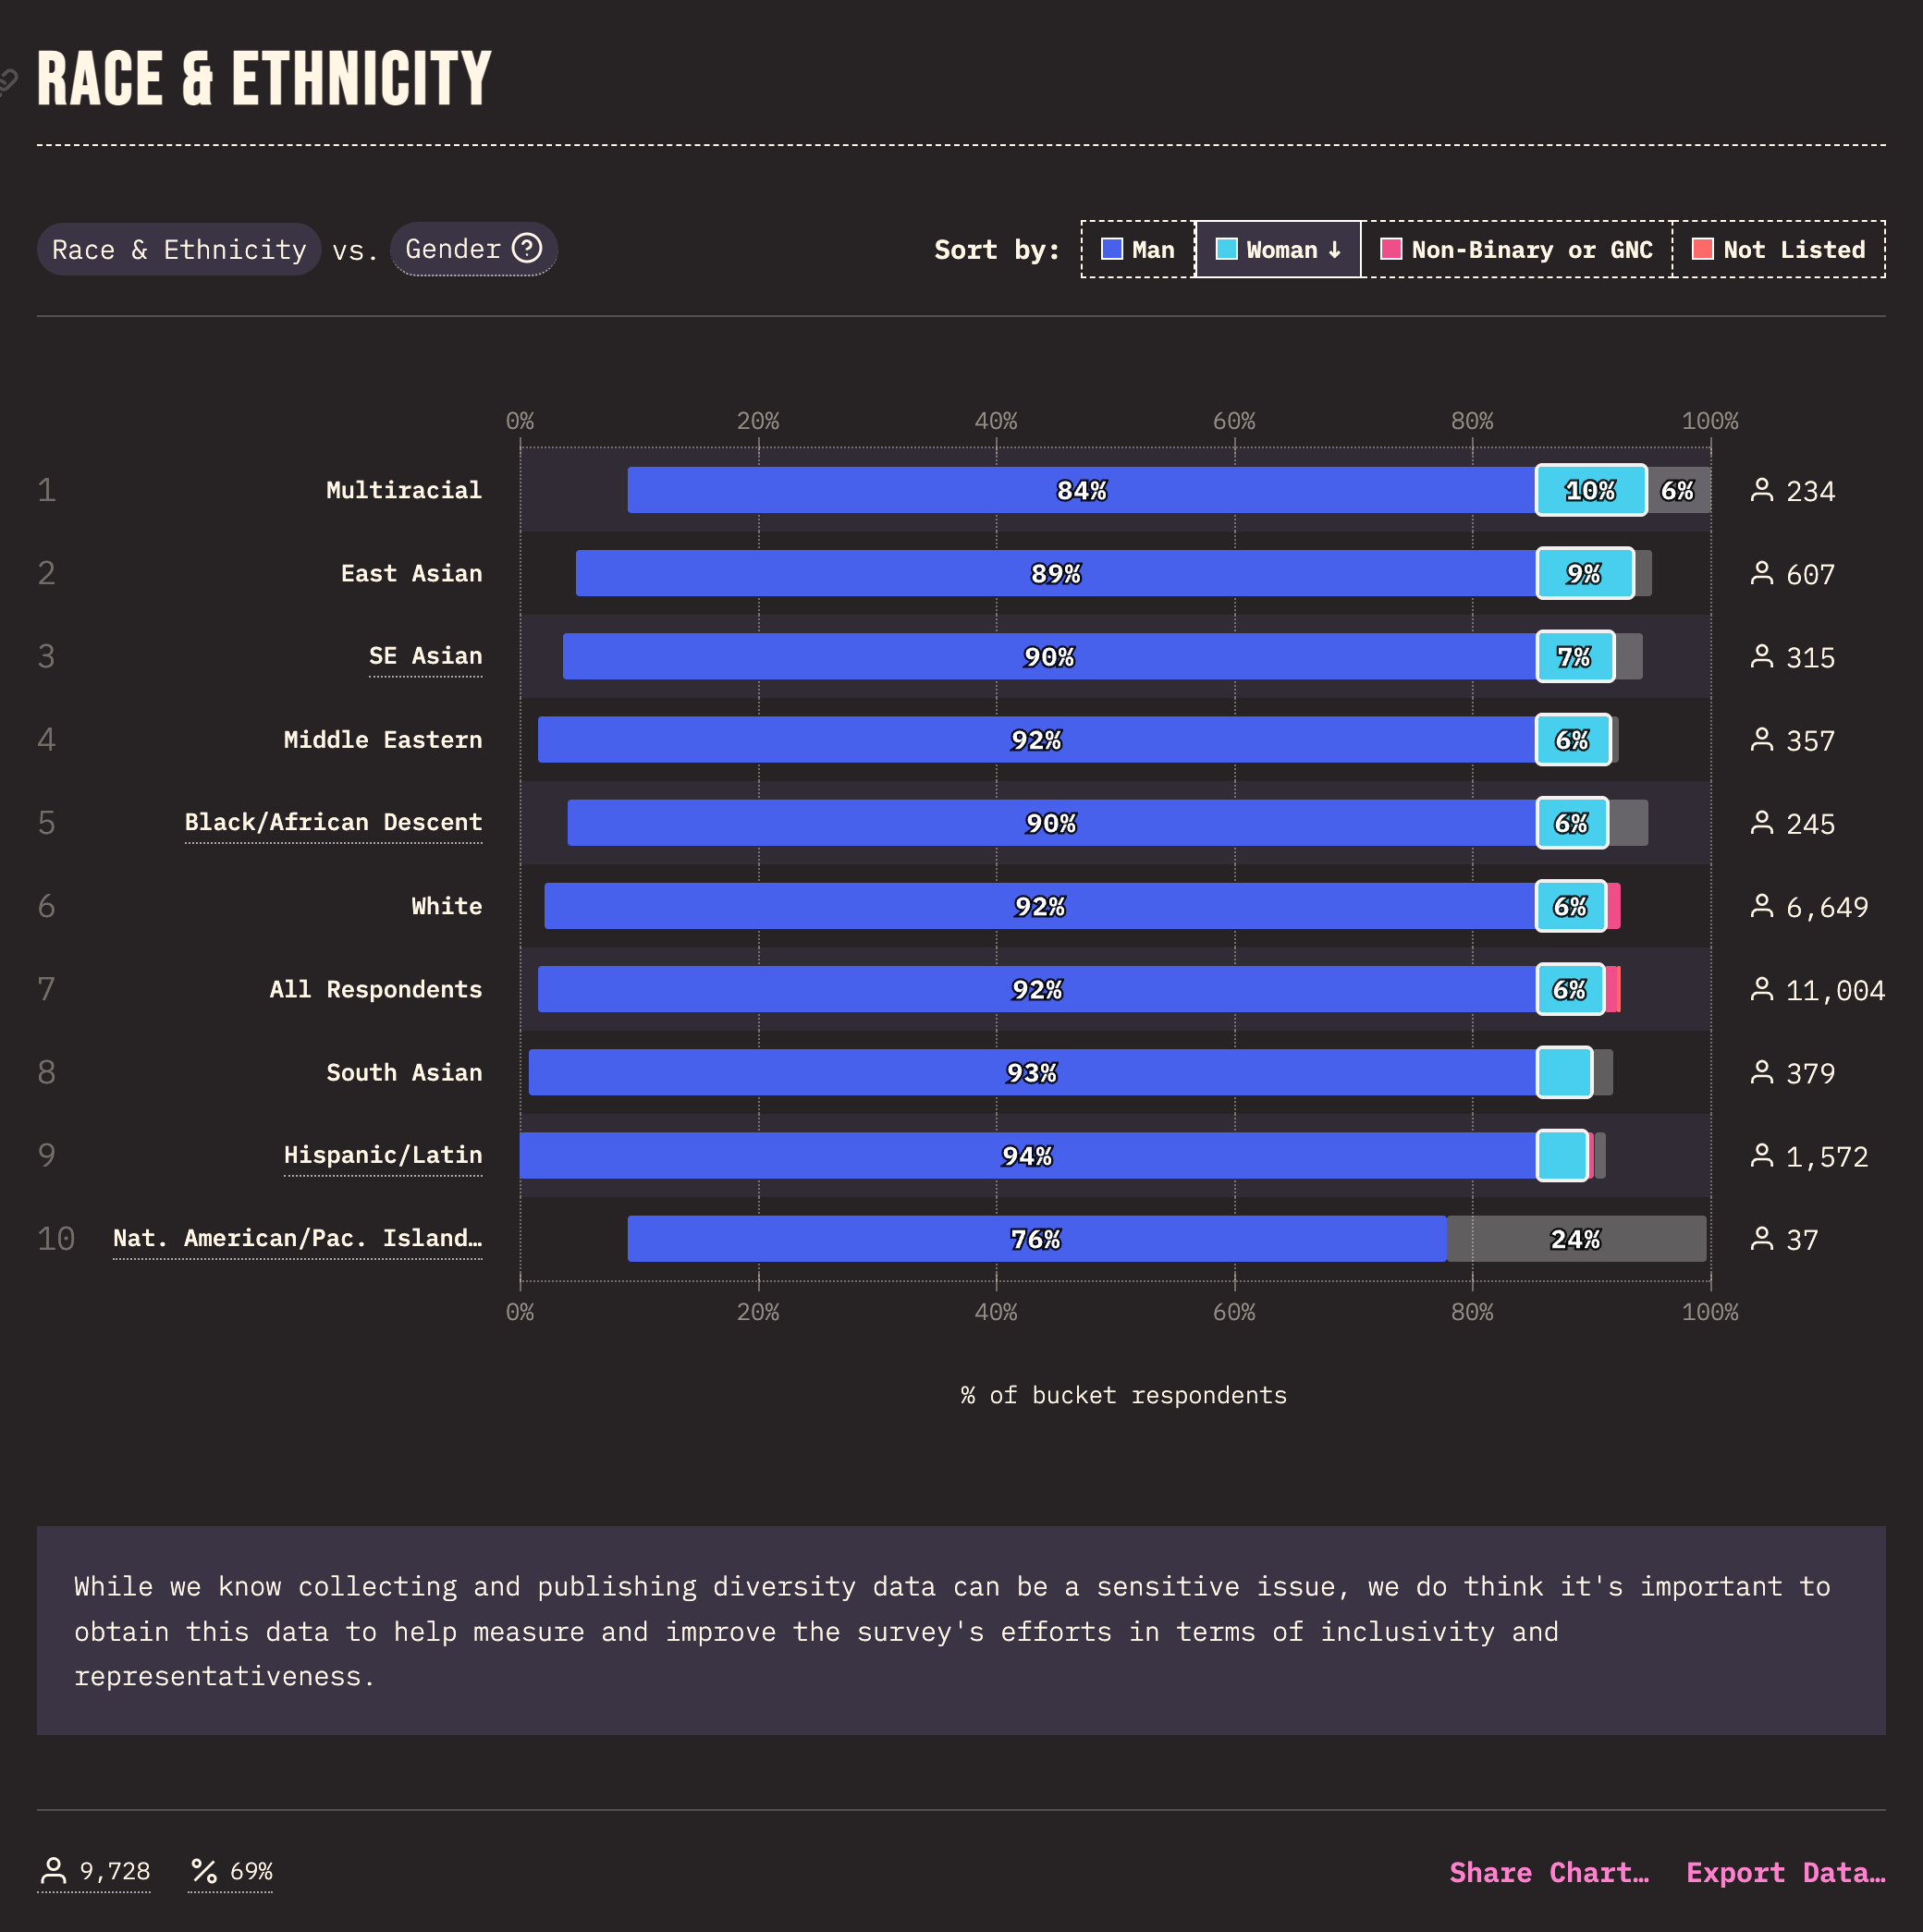 RACE & ETHNICITY
Race & Ethnicity vs. Gender ?
Sort by: Man Woman ↓ Non-Binary or GNC Not Listed
0% 20% 40% 60% 80% 100%
1 Multiracial 84% 10% 6% 234
2 East Asian 89% 9% 607
3 SE Asian 90% 7% 315
4 Middle Eastern 92% 6% 357
5 Black/African Descent 90% 6% 245
6 White 92% 6% 6,649
7 All Respondents 92% 6% 11,004
8 South Asian 93% 379
9 Hispanic/Latin 94% 1,572
10 Nat. American/Pac. Island… 76% 24% 37
0% 20% 40% 60% 80% 100%
% of bucket respondents
While we know collecting and publishing diversity data can be a sensitive issue, we do think it's important to
obtain this data to help measure and improve the survey's efforts in terms of inclusivity and
representativeness.
9,728 % 69% Share Chart… Export Data…